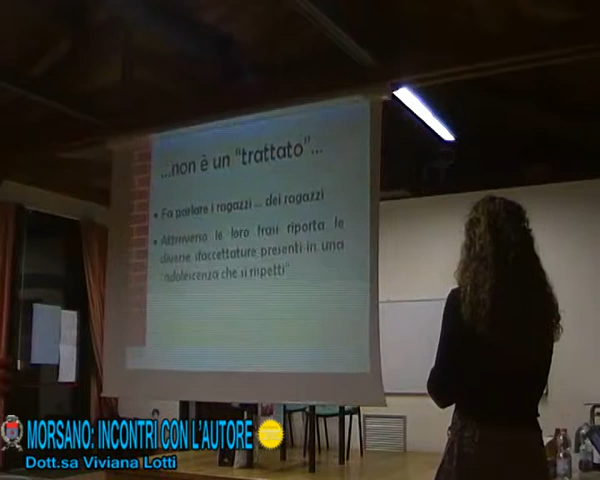 ...non è un "trattato"...
• Fa parlare i ragazzi ... dei ragazzi
• Attraverso le loro frasi riporta le
diverse sfaccettature presenti in una
"adolescenza che si rispetti"
MORSANO: INCONTRI CON L'AUTORE
Dott.sa Viviana Lotti